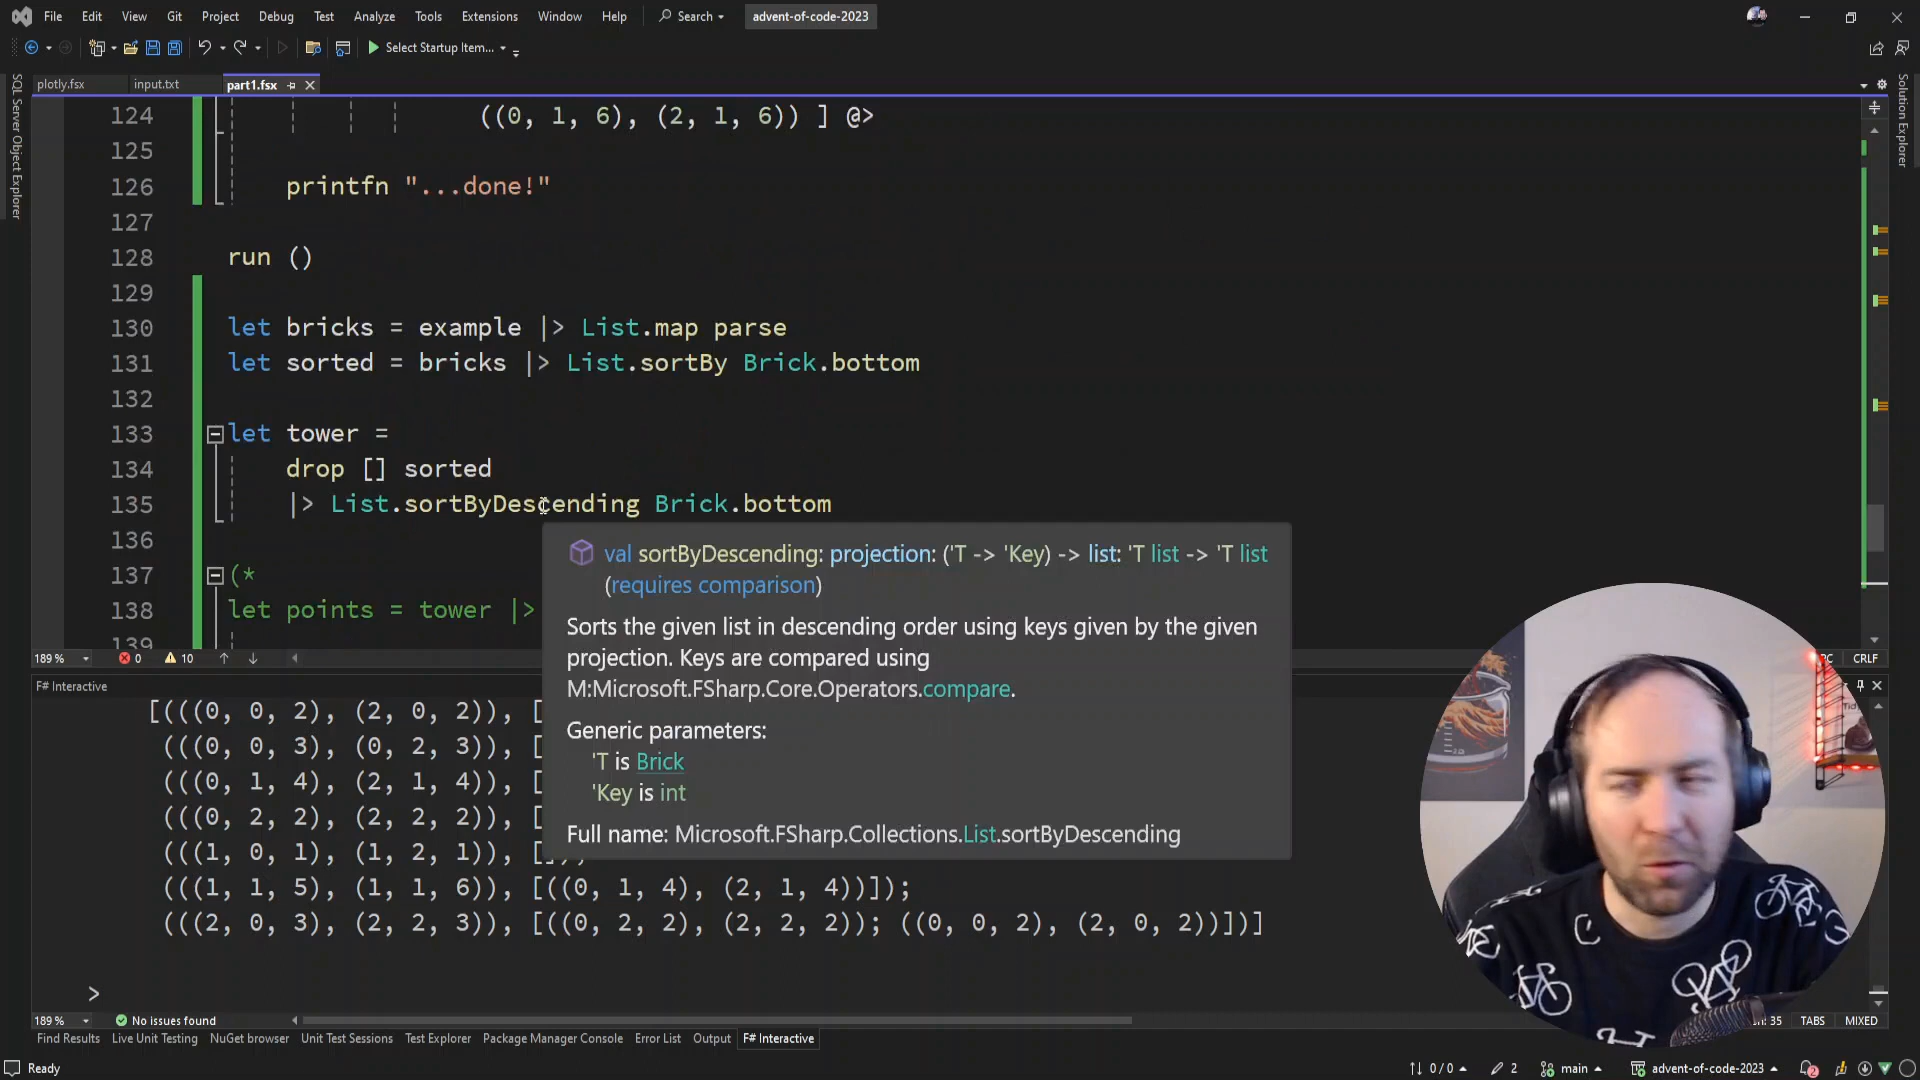 File Edit View Git Project Debug Test Analyze Tools Extensions Window Help Search advent-of-code-2023
Select Startup Item...
plotly.fsx input.txt part1.fsx
SQL Server Object Explorer
Solution Explorer
124 ((0, 1, 6), (2, 1, 6)) ] @>
125
126 printfn "...done!"
127
128 run ()
129
130 let bricks = example |> List.map parse
131 let sorted = bricks |> List.sortBy Brick.bottom
132
133 let tower =
134 drop [] sorted
135 |> List.sortByDescending Brick.bottom
136
137 (*
138 let points = tower |>
139
val sortByDescending: projection: ('T -> 'Key) -> list: 'T list -> 'T list
(requires comparison)
Sorts the given list in descending order using keys given by the given
projection. Keys are compared using
M:Microsoft.FSharp.Core.Operators.compare.
Generic parameters:
'T is Brick
'Key is int
Full name: Microsoft.FSharp.Collections.List.sortByDescending
189 % 0 10 CRLF
F# Interactive
[(((0, 0, 2), (2, 0, 2)), [
(((0, 0, 3), (0, 2, 3)), [
(((0, 1, 4), (2, 1, 4)), [
(((0, 2, 2), (2, 2, 2)), [
(((1, 0, 1), (1, 2, 1)), []);
(((1, 1, 5), (1, 1, 6)), [((0, 1, 4), (2, 1, 4))]);
(((2, 0, 3), (2, 2, 3)), [((0, 2, 2), (2, 2, 2)); ((0, 0, 2), (2, 0, 2))])]
>
189 % No issues found TABS MIXED
Find Results Live Unit Testing NuGet browser Unit Test Sessions Test Explorer Package Manager Console Error List Output F# Interactive
Ready 0 / 0 2 main advent-of-code-2023 2